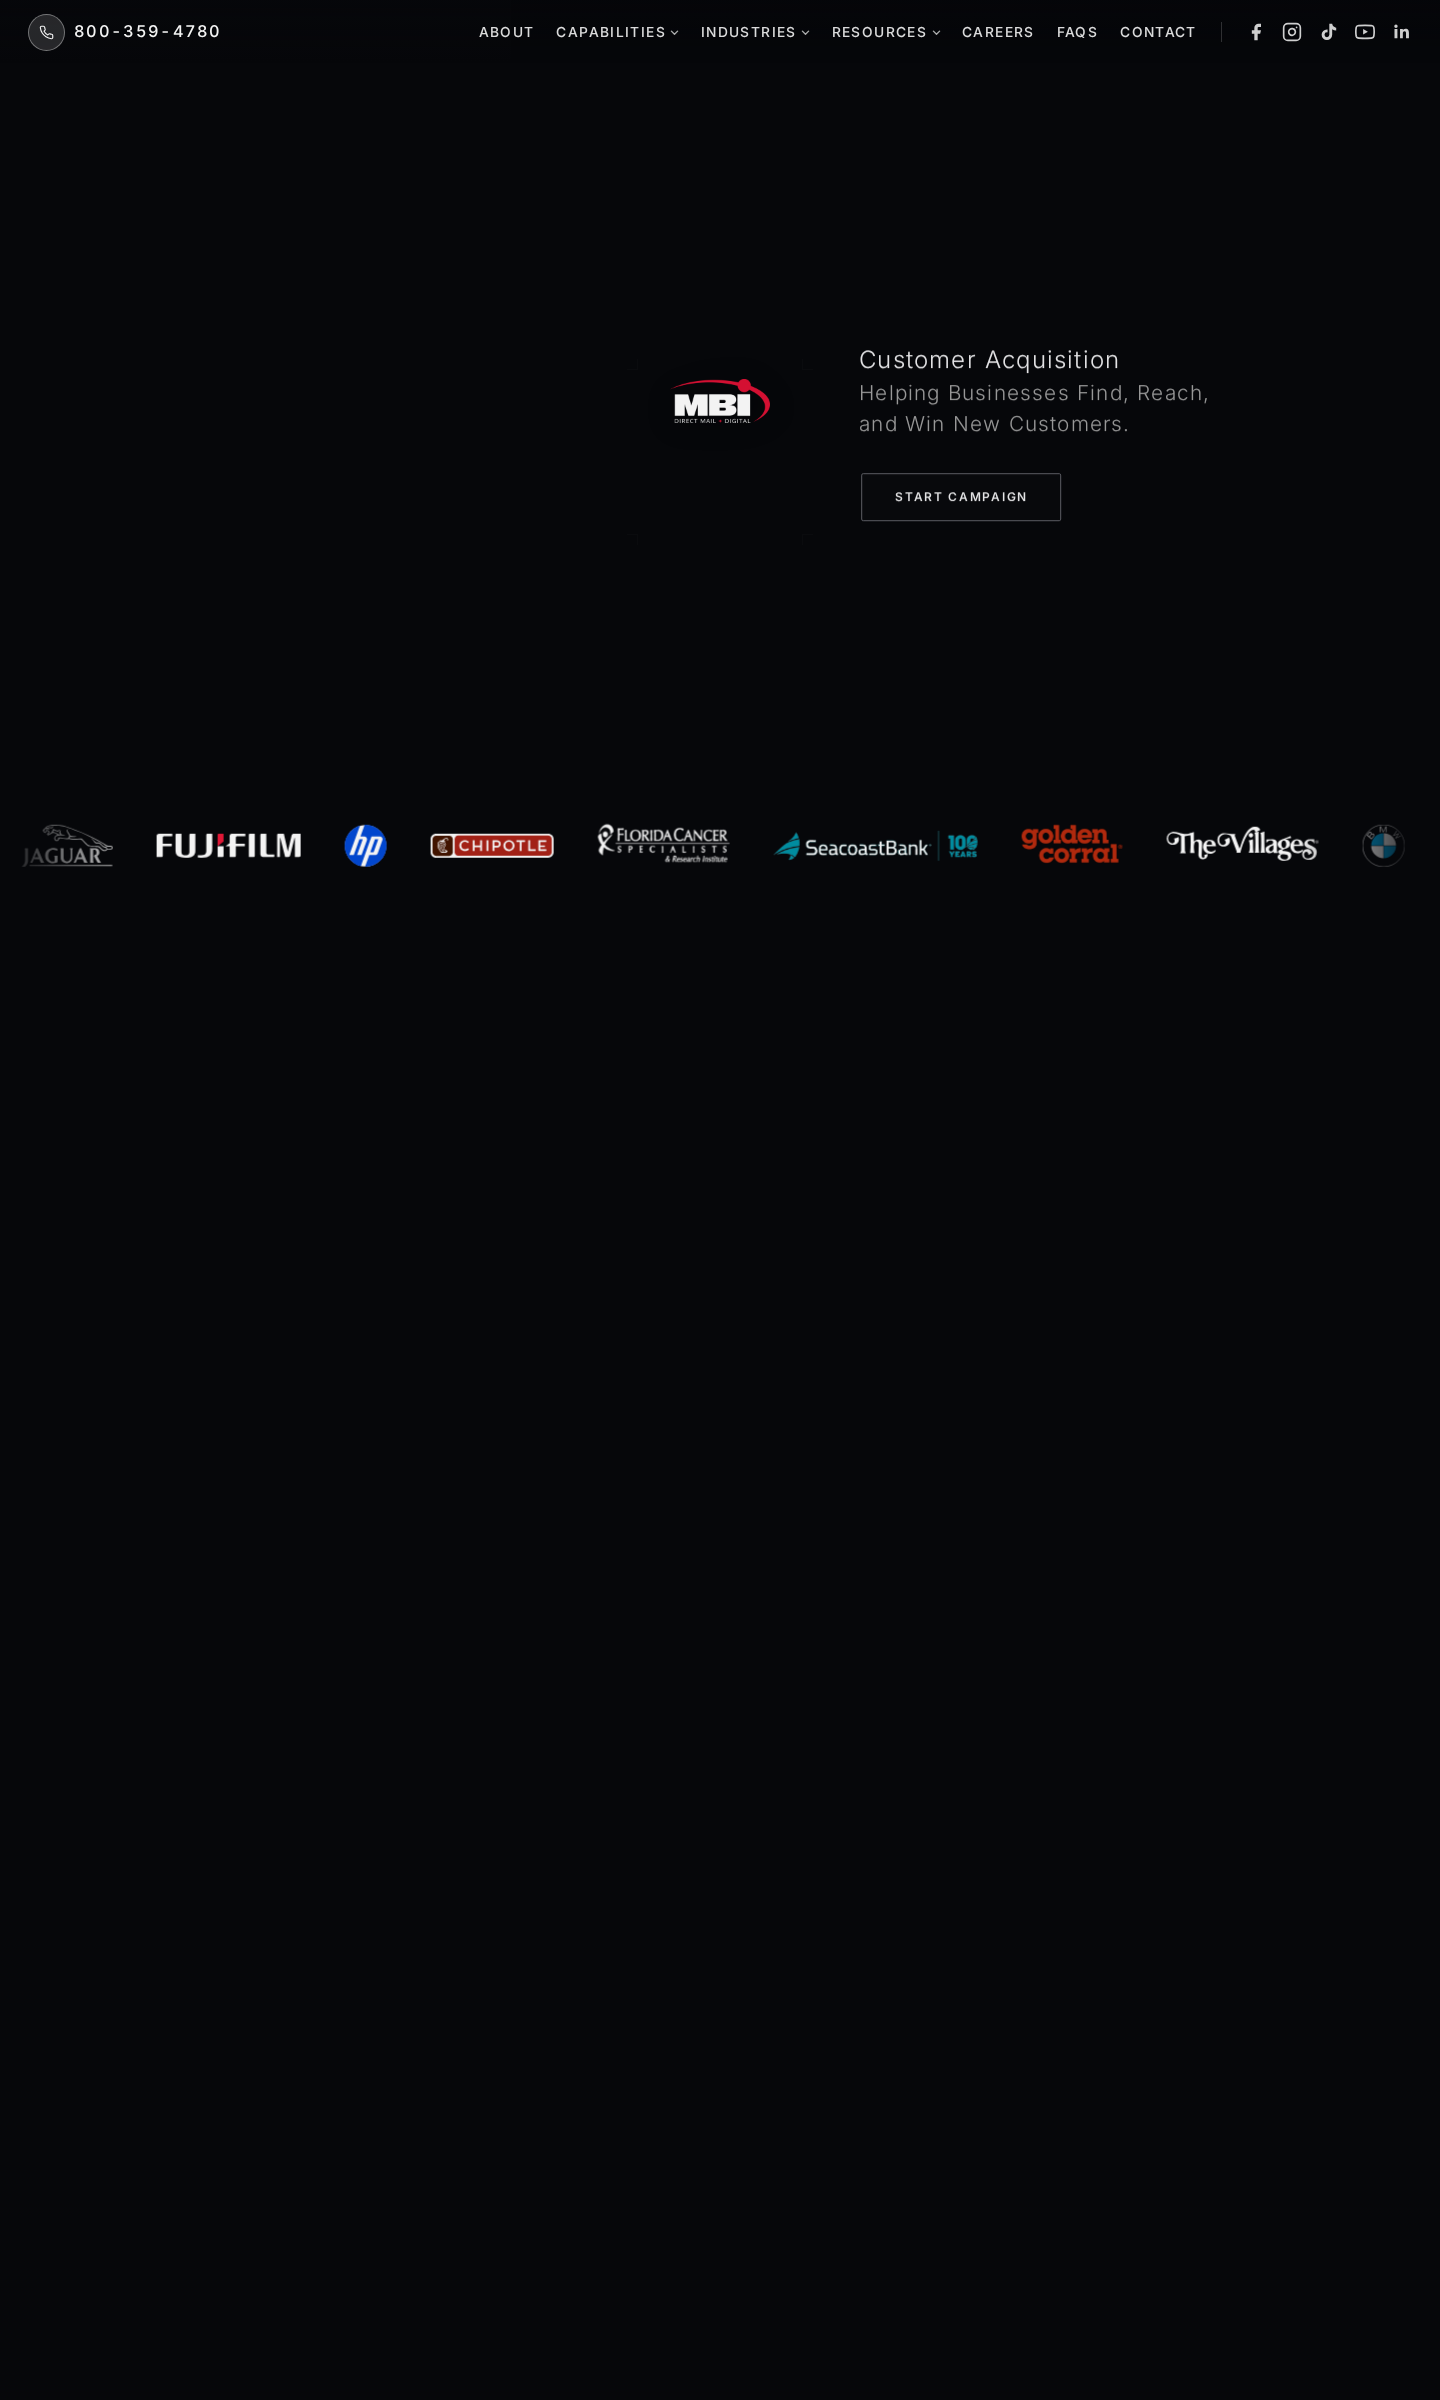 800-359-4780
ABOUT CAPABILITIES INDUSTRIES RESOURCES CAREERS FAQS CONTACT
Customer Acquisition
Helping Businesses Find, Reach,
and Win New Customers.
MBI
DIRECT MAIL • DIGITAL
START CAMPAIGN
JAGUAR
FUJIFILM
hp
CHIPOTLE
FLORIDA CANCER
SPECIALISTS
& Research Institute
SeacoastBank
100
YEARS
golden
corral
The Villages
BMW